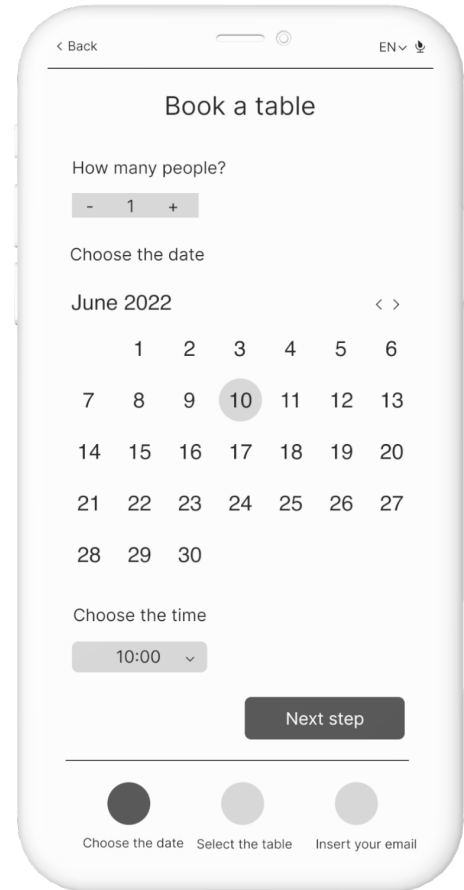 < Back
EN
Book a table
How many people?
- 1 +
Choose the date
June 2022
< >
1 2 3 4 5 6
7 8 9 10 11 12 13
14 15 16 17 18 19 20
21 22 23 24 25 26 27
28 29 30
Choose the time
10:00
Next step
Choose the date
Select the table
Insert your email